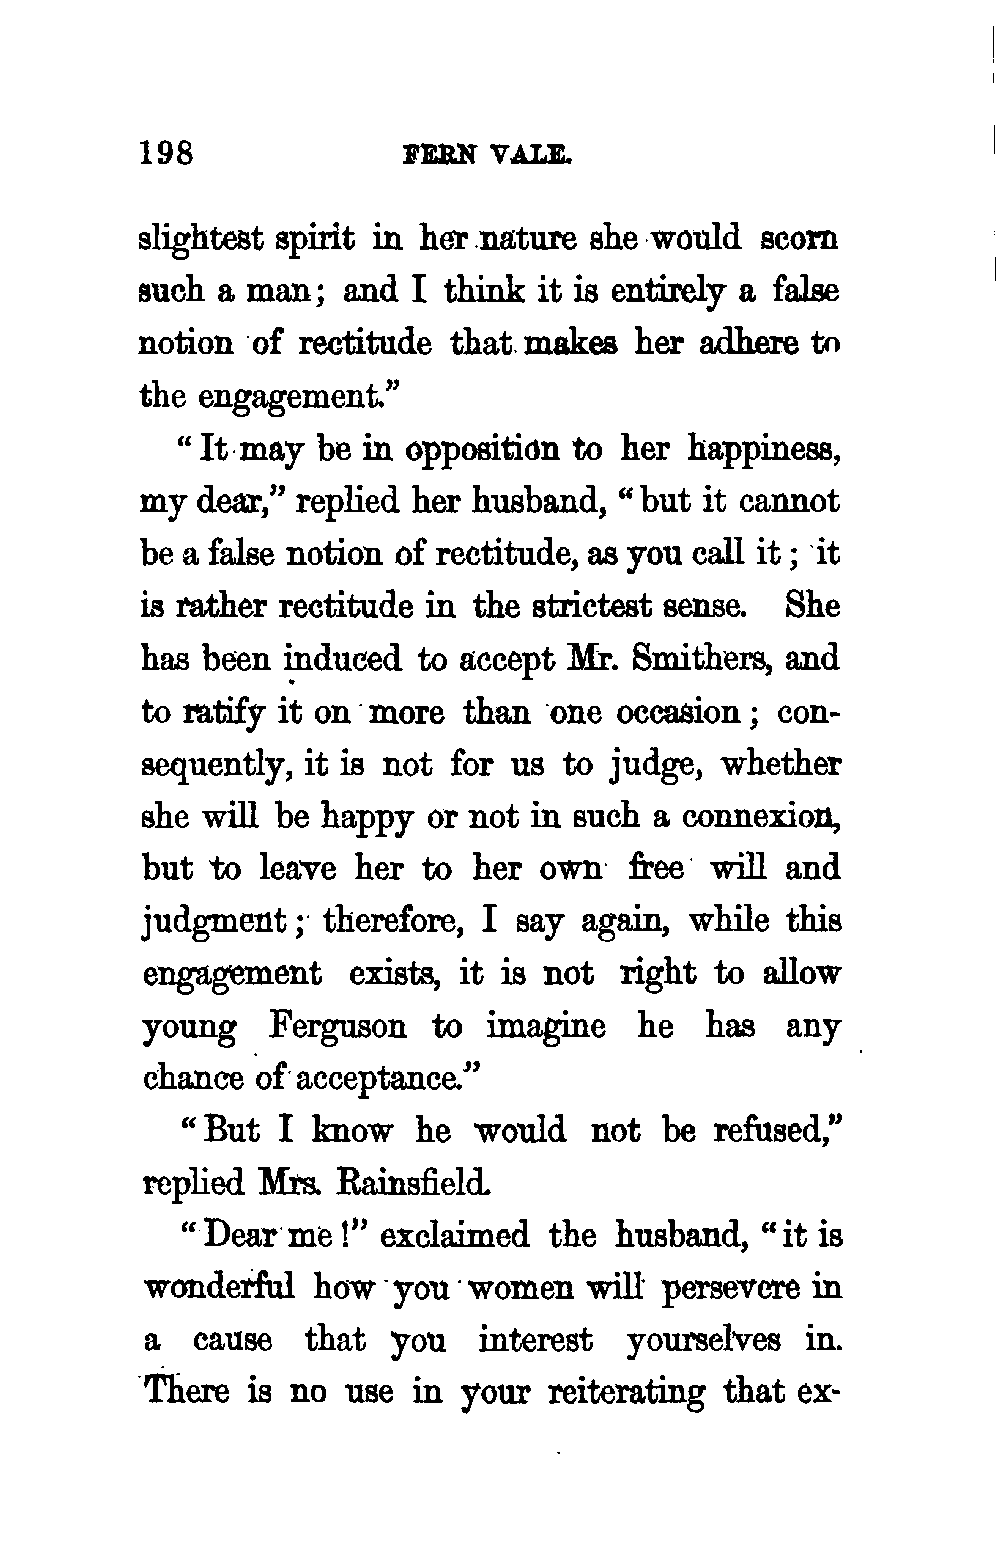 198 FERN VALE.
slightest spirit in her nature she would scorn
such a man; and I think it is entirely a false
notion of rectitude that makes her adhere to
the engagement.”
“It may be in opposition to her happiness,
my dear,” replied her husband, “but it cannot
be a false notion of rectitude, as you call it; it
is rather rectitude in the strictest sense. She
has been induced to accept Mr. Smithers, and
to ratify it on more than one occasion; con-
sequently, it is not for us to judge, whether
she will be happy or not in such a connexion,
but to leave her to her own free will and
judgment; therefore, I say again, while this
engagement exists, it is not right to allow
young Ferguson to imagine he has any
chance of acceptance.”
“But I know he would not be refused,”
replied Mrs. Rainsfield.
“Dear me!” exclaimed the husband, “it is
wonderful how you women will persevere in
a cause that you interest yourselves in.
There is no use in your reiterating that ex-